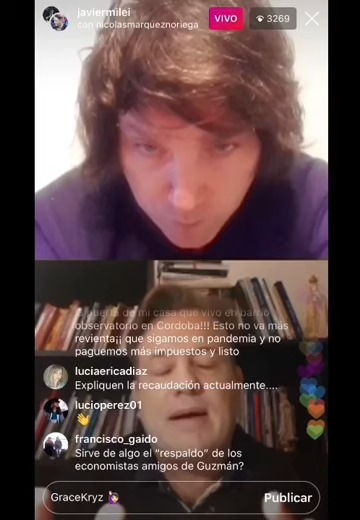 javiermilei
con nicolasmarqueznoriega
VIVO
3269
puerta de mi casa que vivo en barrio
observatorio en Cordoba!!! Esto no va más
revienta¡¡ que sigamos en pandemia y no
paguemos más impuestos y listo
luciaericadiaz
Expliquen la recaudación actualmente....
lucioperez01
👋
francisco_gaido
Sirve de algo el “respaldo” de los
economistas amigos de Guzmán?
GraceKryz 🙋🏻‍♀️
Publicar